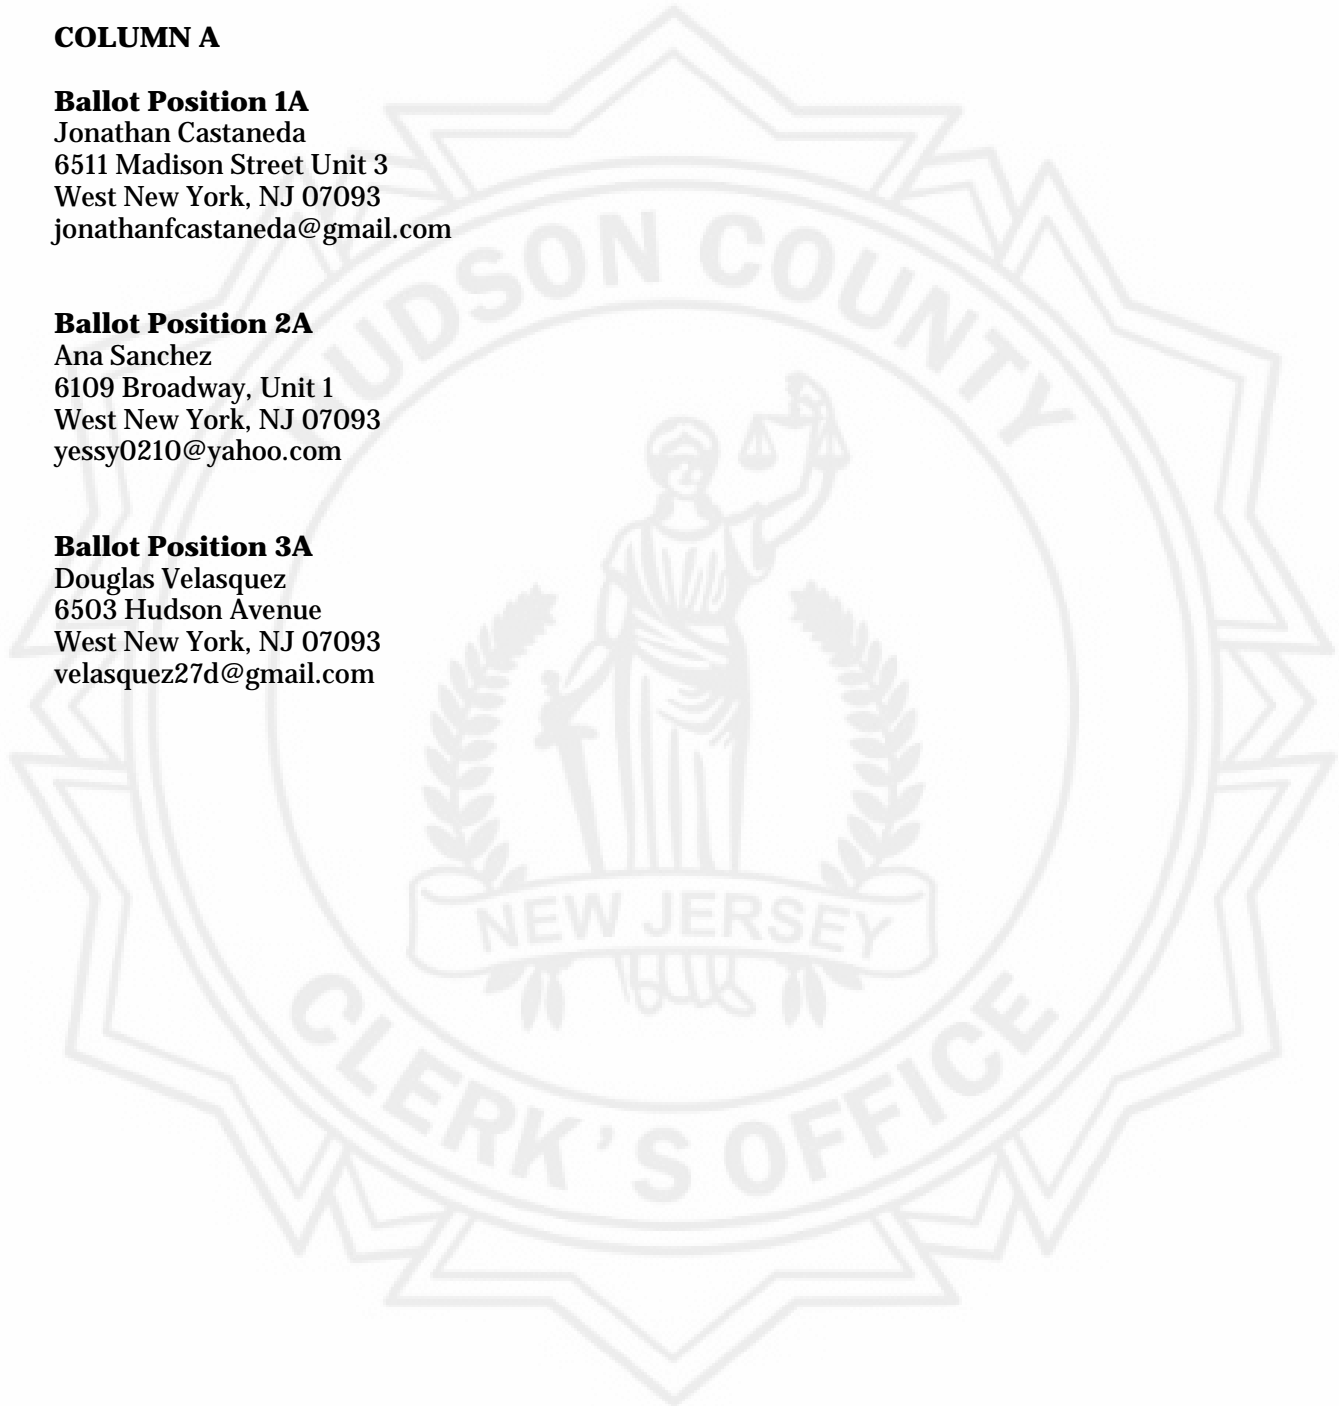 COLUMN A
Ballot Position 1A
Jonathan Castaneda
6511 Madison Street Unit 3
West New York, NJ 07093
jonathanfcastaneda@gmail.com
Ballot Position 2A
Ana Sanchez
6109 Broadway, Unit 1
West New York, NJ 07093
yessy0210@yahoo.com
Ballot Position 3A
Douglas Velasquez
6503 Hudson Avenue
West New York, NJ 07093
velasquez27d@gmail.com
HUDSON COUNTY
NEW JERSEY
CLERK'S OFFICE